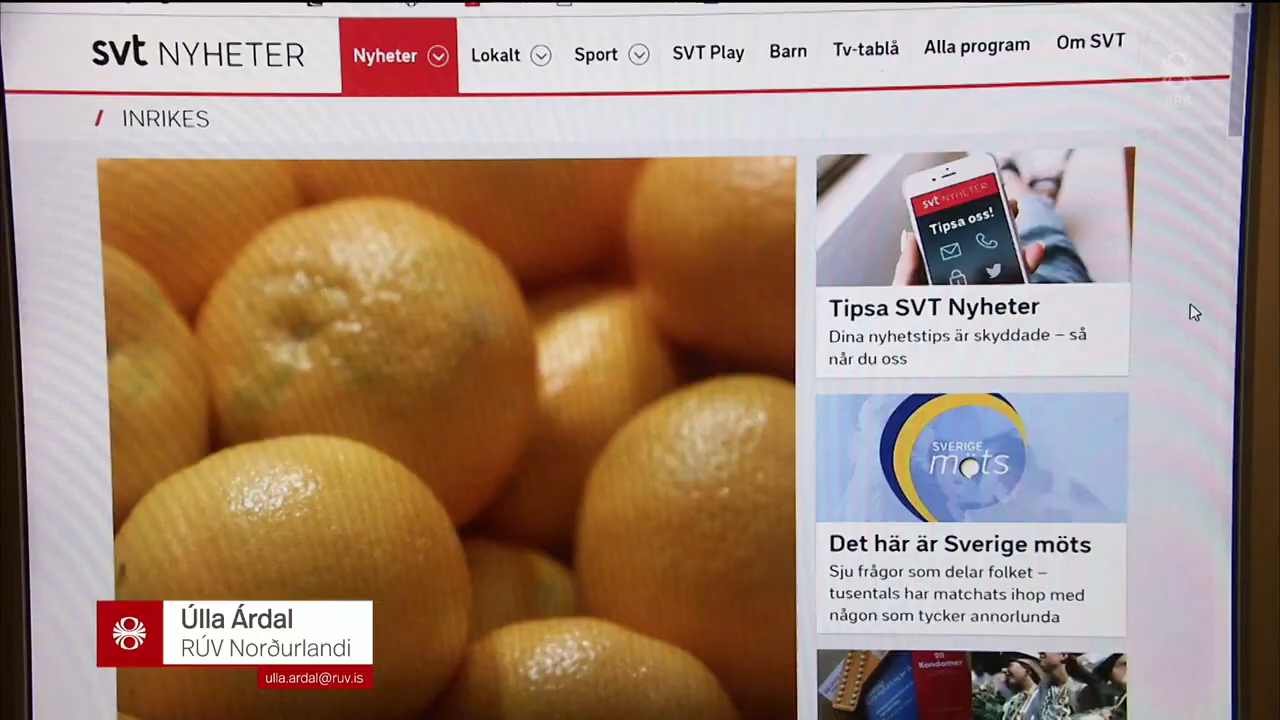 svt NYHETER
Nyheter
Lokalt
Sport
SVT Play
Barn
Tv-tablå
Alla program
Om SVT
/ INRIKES
svt NYHETER
Tipsa oss!
Tipsa SVT Nyheter
Dina nyhetstips är skyddade – så
når du oss
SVERIGE
möts
Det här är Sverige möts
Sju frågor som delar folket –
tusentals har matchats ihop med
någon som tycker annorlunda
99
Kondomer
Úlla Árdal
RÚV Norðurlandi
ulla.ardal@ruv.is
888